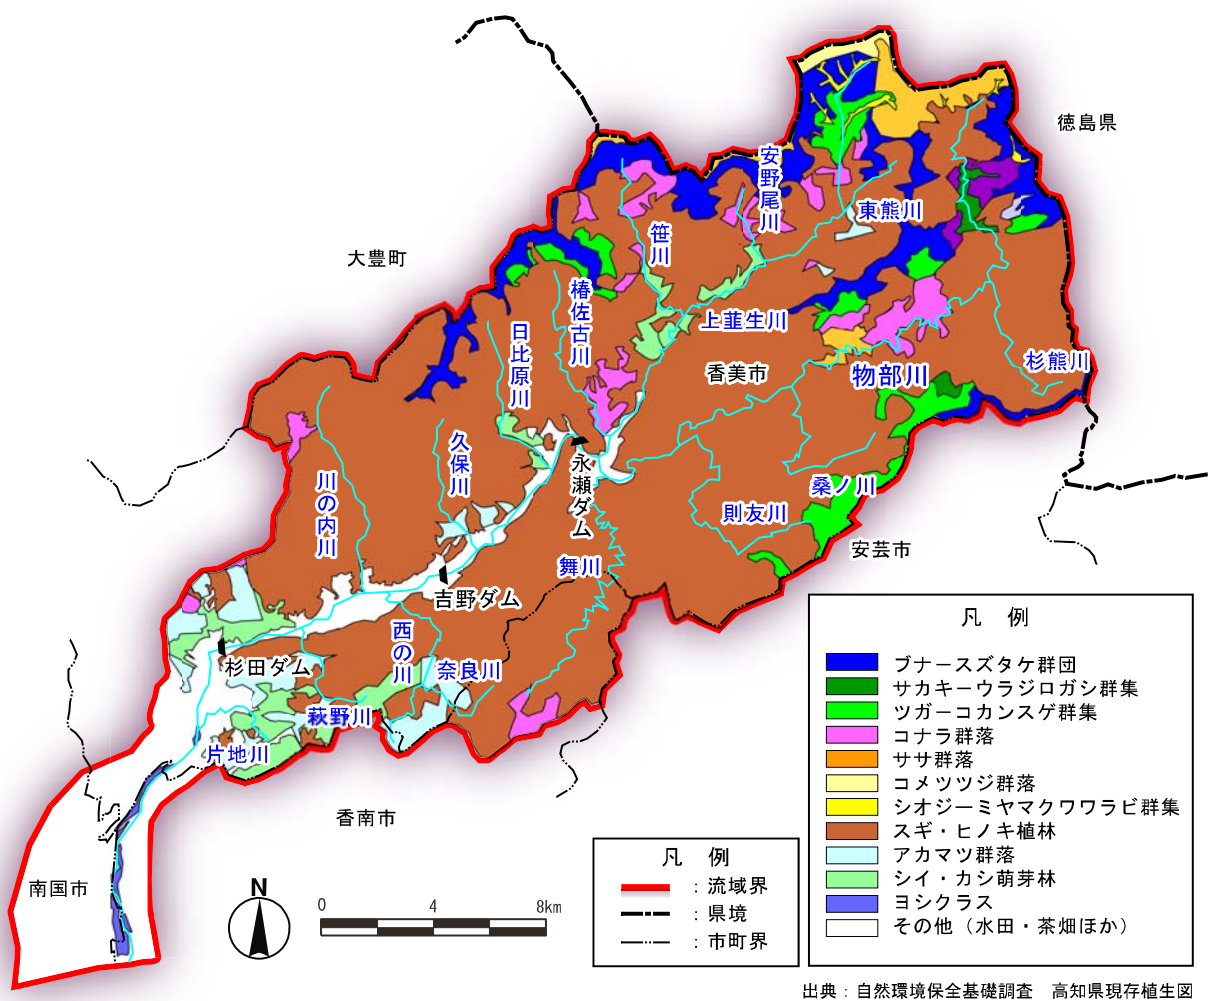 徳島県
安野尾川
東熊川
笹川
大豊町
椿佐古川
上韮生川
日比原川
杉熊川
香美市
物部川
久保川
永瀬ダム
川の内川
桑ノ川
則友川
安芸市
舞川
吉野ダム
西の川
杉田ダム
奈良川
萩野川
片地川
香南市
南国市
N
0 4 8km
凡 例
：流域界
：県境
：市町界
凡 例
ブナースズタケ群団
サカキーウラジロガシ群集
ツガーコカンスゲ群集
コナラ群落
ササ群落
コメツツジ群落
シオジーミヤマクワワラビ群集
スギ・ヒノキ植林
アカマツ群落
シイ・カシ萌芽林
ヨシクラス
その他（水田・茶畑ほか）
出典：自然環境保全基礎調査 高知県現存植生図